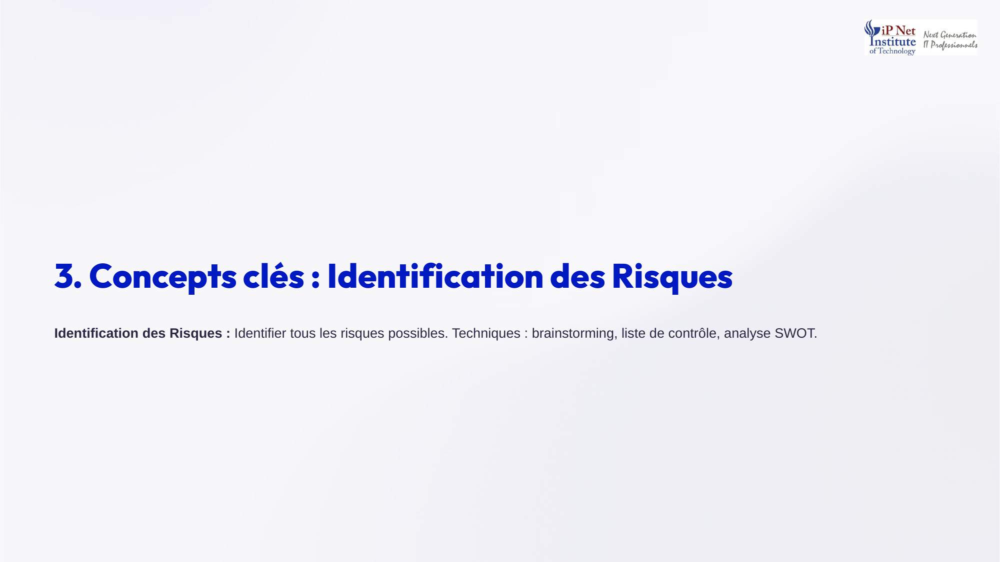 iP Net
Institute
of Technology
Next Generation
IT Professionnels
3. Concepts clés : Identification des Risques
Identification des Risques : Identifier tous les risques possibles. Techniques : brainstorming, liste de contrôle, analyse SWOT.